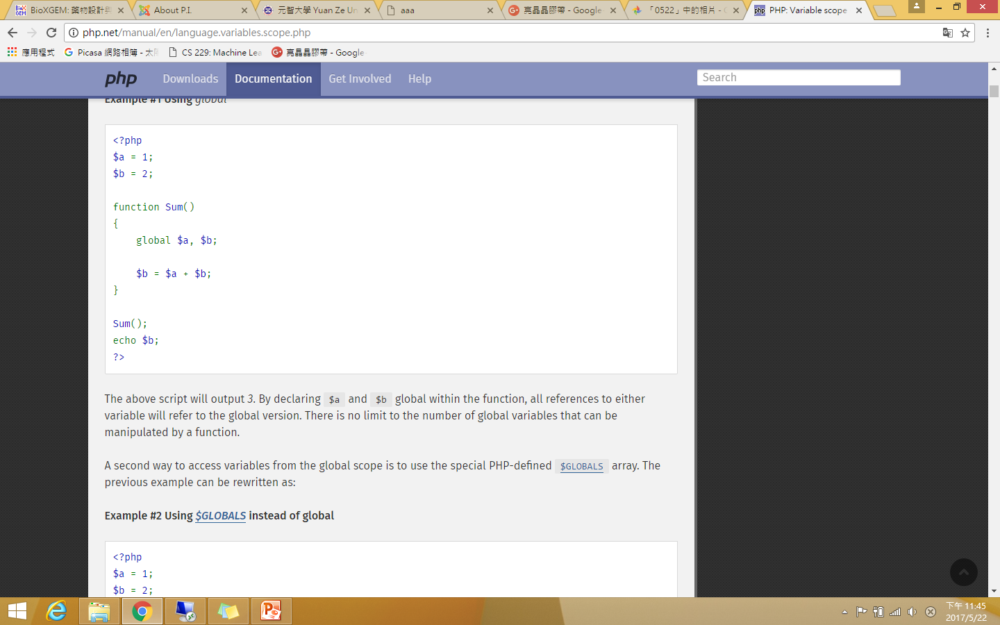 BioXGEM: 藥物設計與
About P.I.
元智大學 Yuan Ze Un
aaa
亮晶晶膠帶 - Google
「0522」中的相片 - G
PHP: Variable scope
php.net/manual/en/language.variables.scope.php
應用程式
Picasa 網路相簿 - 太陽
CS 229: Machine Lea
亮晶晶膠帶 - Google
php
Downloads
Documentation
Get Involved
Help
Search
Example #1 Using global
<?php
$a = 1;
$b = 2;
function Sum()
{
global $a, $b;
$b = $a + $b;
}
Sum();
echo $b;
?>
The above script will output 3. By declaring $a and $b global within the function, all references to either
variable will refer to the global version. There is no limit to the number of global variables that can be
manipulated by a function.
A second way to access variables from the global scope is to use the special PHP-defined $GLOBALS array. The
previous example can be rewritten as:
Example #2 Using $GLOBALS instead of global
<?php
$a = 1;
$b = 2;
下午 11:45
2017/5/22